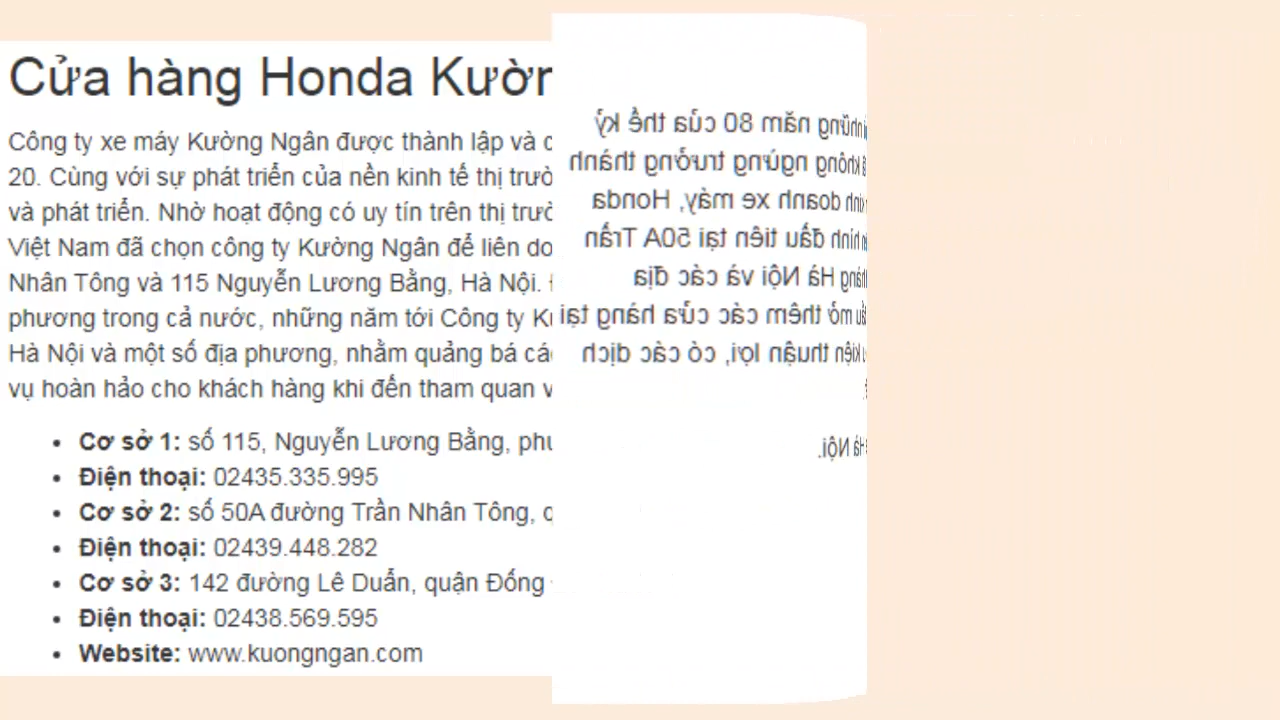 Cửa hàng Honda
Công ty xe máy Kường Ngân được thành lập và
20. Cùng với sự phát triển của nền kinh tế thị
và phát triển. Nhờ hoạt động có uy tín trên thị
Việt Nam đã chọn công ty Kường Ngân để liên
Nhân Tông và 115 Nguyễn Lương Bằng, Hà Nội.
phương trong cả nước, những năm tới Công ty
Hà Nội và một số địa phương, nhằm quảng bá
vụ hoàn hảo cho khách hàng khi đến tham quan
• Cơ sở 1: số 115, Nguyễn Lương Bằng,
• Điện thoại: 02435.335.995
• Cơ sở 2: số 50A đường Trần Nhân Tông,
• Điện thoại: 02439.448.282
• Cơ sở 3: 142 đường Lê Duẩn, quận Đống
• Điện thoại: 02438.569.595
• Website: www.kuongngan.com
những năm 80 của thế kỷ
không ngừng trưởng thành
kinh doanh xe máy, Honda
hình đầu tiên tại 50A Trần
hàng Hà Nội và các địa
mở thêm các cửa hàng tại
kiện thuận lợi, có các dịch
Hà Nội.